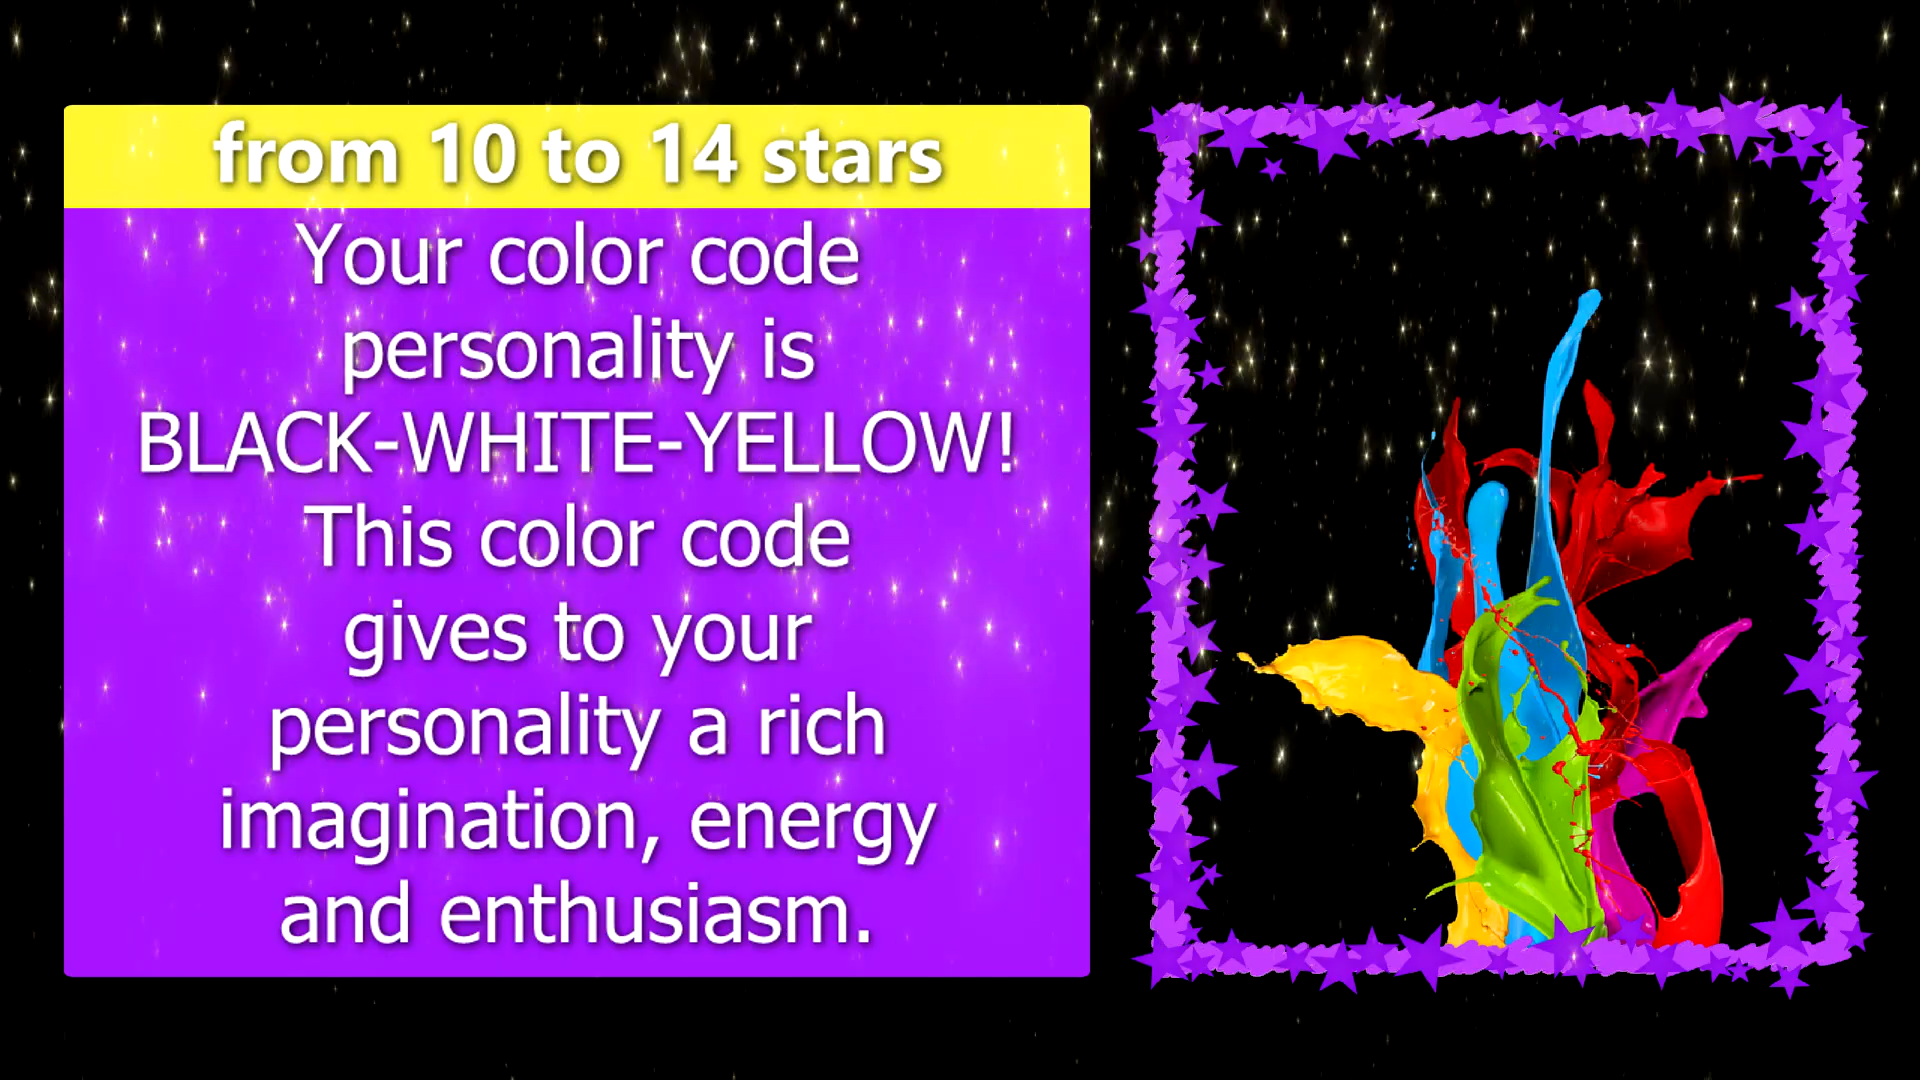 from 10 to 14 stars
Your color code
personality is
BLACK-WHITE-YELLOW!
This color code
gives to your
personality a rich
imagination, energy
and enthusiasm.